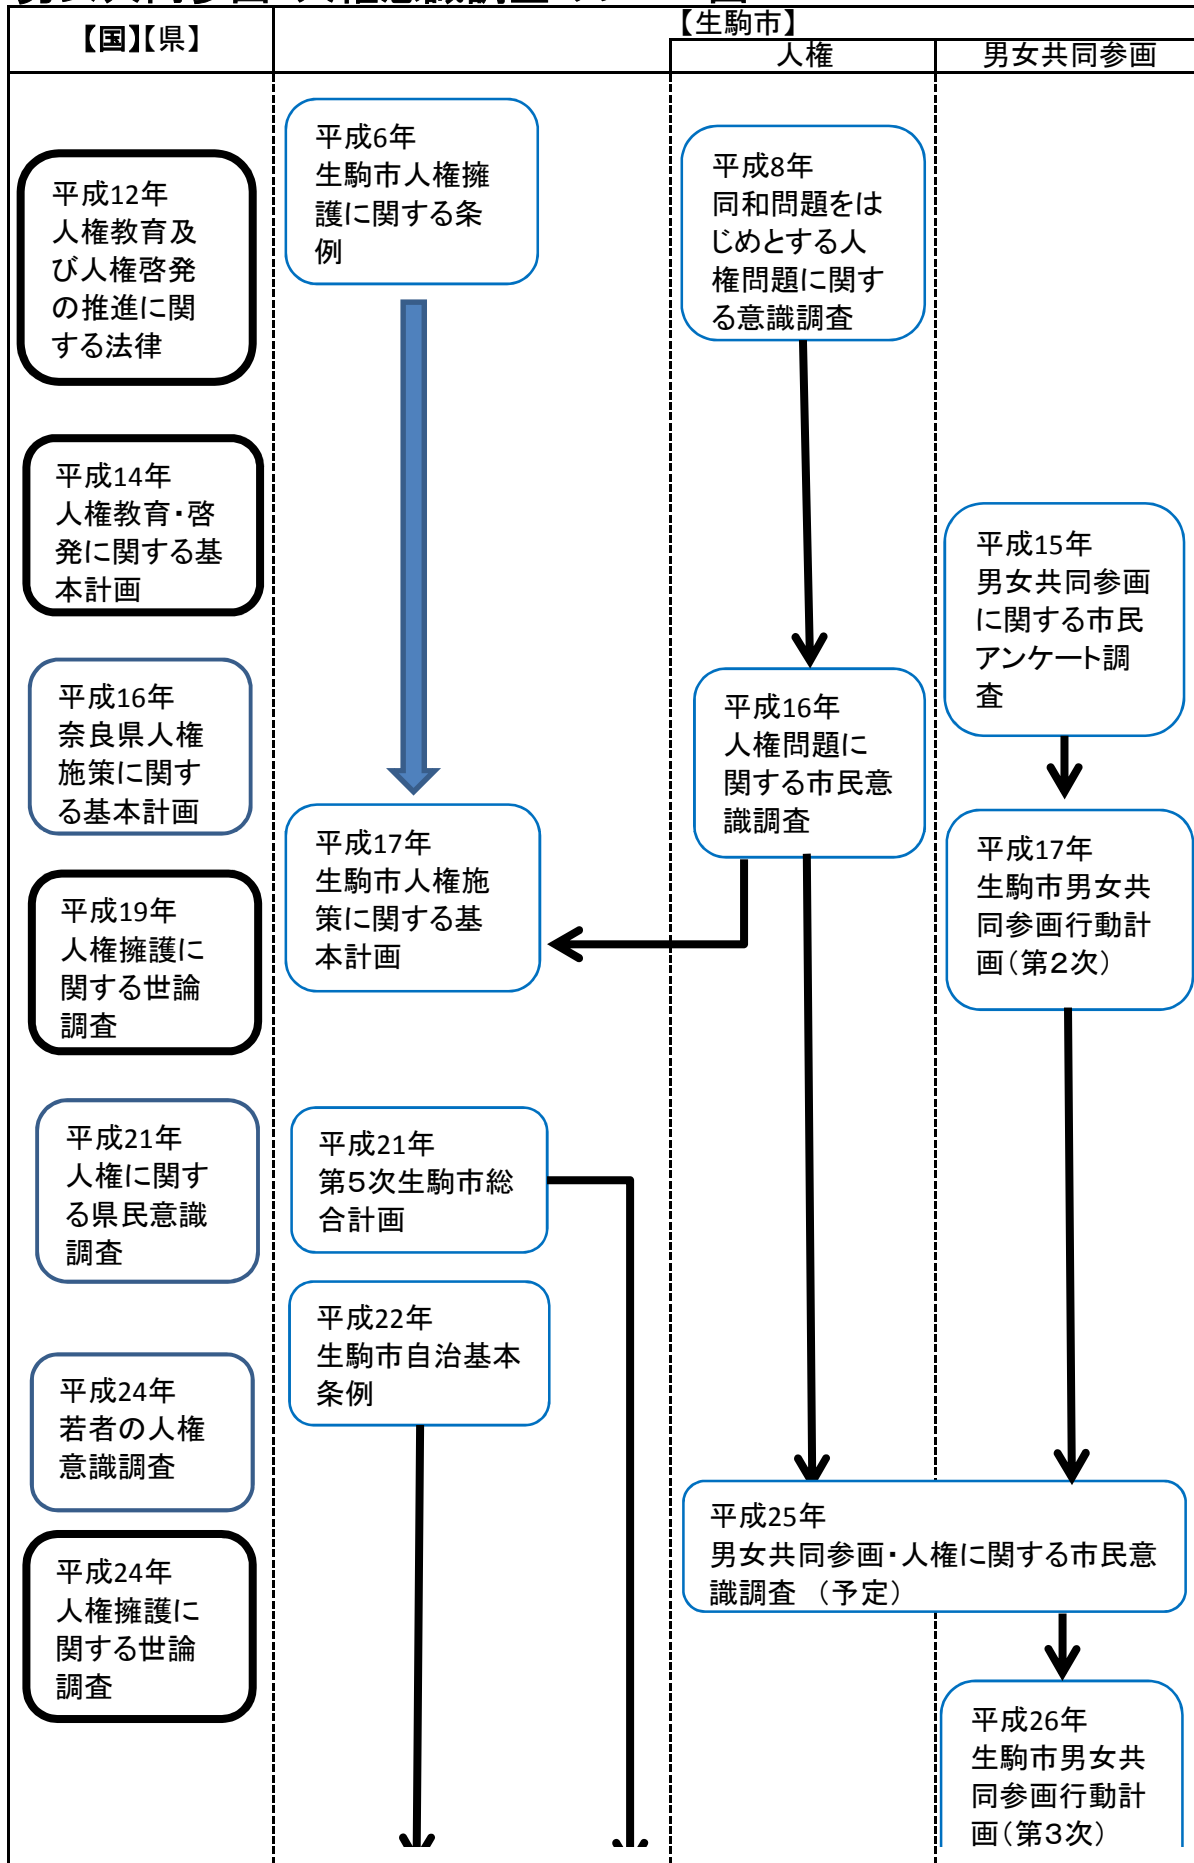 【国】【県】
【生駒市】
人権
男女共同参画
平成12年
人権教育及
び人権啓発
の推進に関
する法律
平成14年
人権教育・啓
発に関する基
本計画
平成16年
奈良県人権
施策に関す
る基本計画
平成19年
人権擁護に
関する世論
調査
平成21年
人権に関す
る県民意識
調査
平成24年
若者の人権
意識調査
平成24年
人権擁護に
関する世論
調査
平成6年
生駒市人権擁
護に関する条
例
平成17年
生駒市人権施
策に関する基
本計画
平成21年
第5次生駒市総
合計画
平成22年
生駒市自治基本
条例
平成8年
同和問題をは
じめとする人
権問題に関す
る意識調査
平成16年
人権問題に
関する市民意
識調査
平成15年
男女共同参画
に関する市民
アンケート調
査
平成17年
生駒市男女共
同参画行動計
画(第2次)
平成25年
男女共同参画・人権に関する市民意
識調査 (予定)
平成26年
生駒市男女共
同参画行動計
画(第3次)